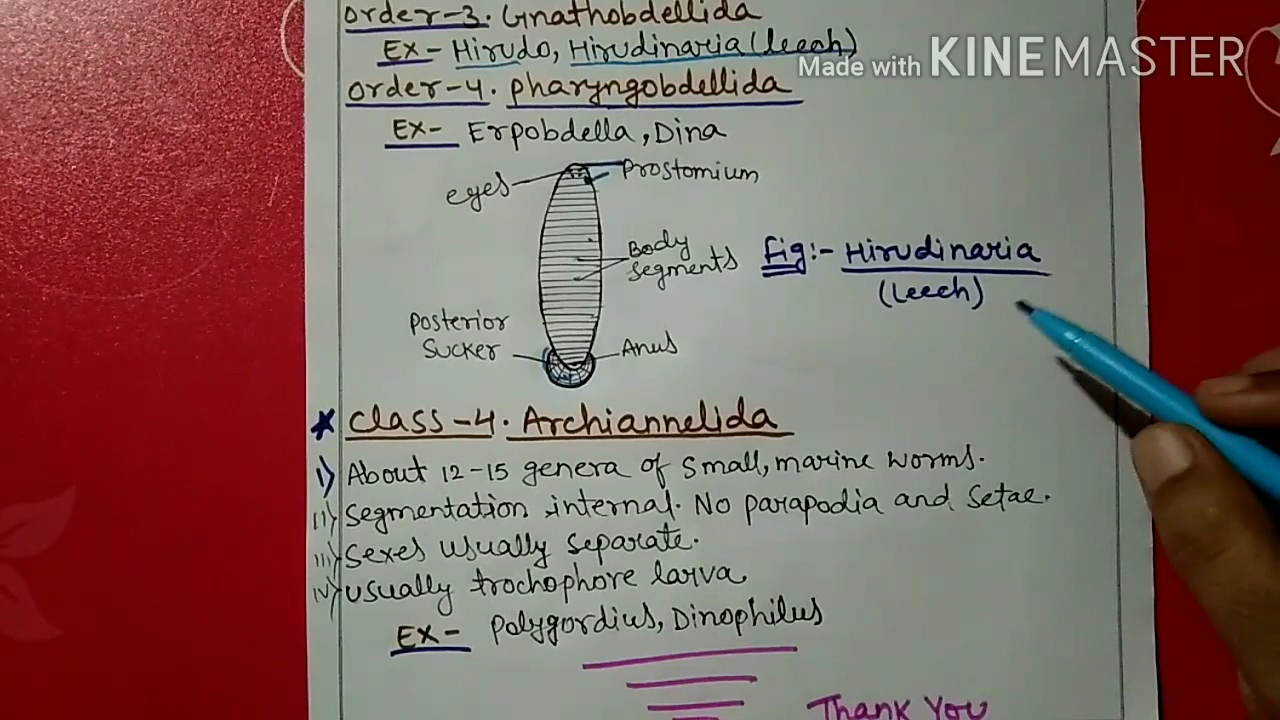 Order-3. Gnathobdellida
Ex- Hirudo, Hirudinaria (leech)
Made with KINEMASTER
Order-4. Pharyngobdellida
Ex- Erpobdella, Dina
Prostomium
eyes
Body
segments
Fig:- Hirudinaria
(Leech)
Posterior
Sucker
Anus
* Class-4. Archiannelida
i) About 12-15 genera of small, marine worms.
ii) Segmentation internal. No parapodia and setae.
iii) Sexes usually separate.
iv) usually trochophore larva
Ex- Polygordius, Dinophilus
Thank You